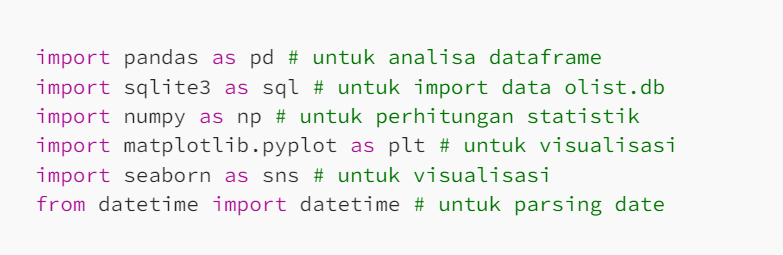 import pandas as pd # untuk analisa dataframe
import sqlite3 as sql # untuk import data olist.db
import numpy as np # untuk perhitungan statistik
import matplotlib.pyplot as plt # untuk visualisasi
import seaborn as sns # untuk visualisasi
from datetime import datetime # untuk parsing date